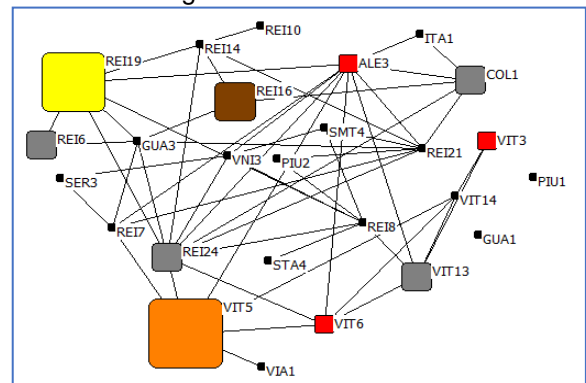 REI10
ITA1
REI14
REI19
ALE3
COL1
REI16
SMT4
VIT3
REI6
GUA3
REI21
VNI3
PIU2
PIU1
SER3
VIT14
REI8
REI7
GUA1
REI24
STA4
VIT13
VIT5
VIT6
VIA1